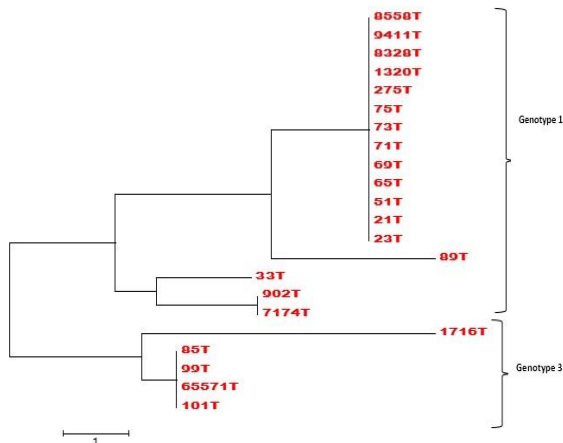 8558T
9411T
8328T
1320T
275T
75T
73T
71T
69T
65T
51T
21T
23T
89T
33T
902T
7174T
Genotype 1
1716T
85T
99T
65571T
101T
Genotype 3
1